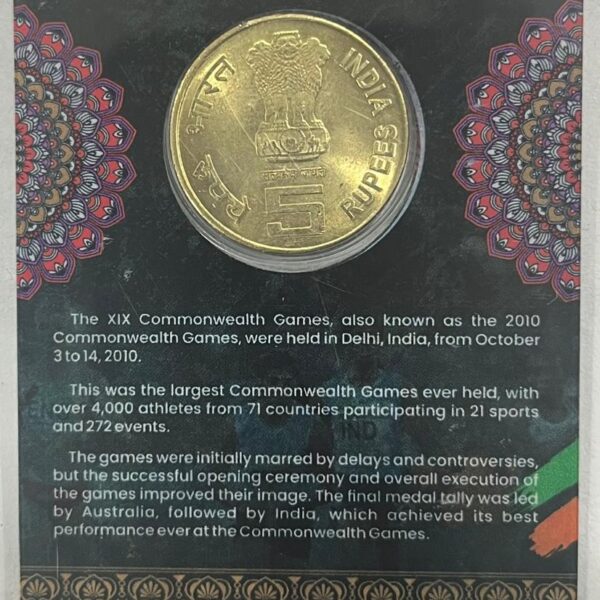 भारत
INDIA
सत्यमेव जयते
रुपये
RUPEES
5
The XIX Commonwealth Games, also known as the 2010
Commonwealth Games, were held in Delhi, India, from October
3 to 14, 2010.
This was the largest Commonwealth Games ever held, with
over 4,000 athletes from 71 countries participating in 21 sports
and 272 events.
IND
The games were initially marred by delays and controversies,
but the successful opening ceremony and overall execution of
the games improved their image. The final medal tally was led
by Australia, followed by India, which achieved its best
performance ever at the Commonwealth Games.